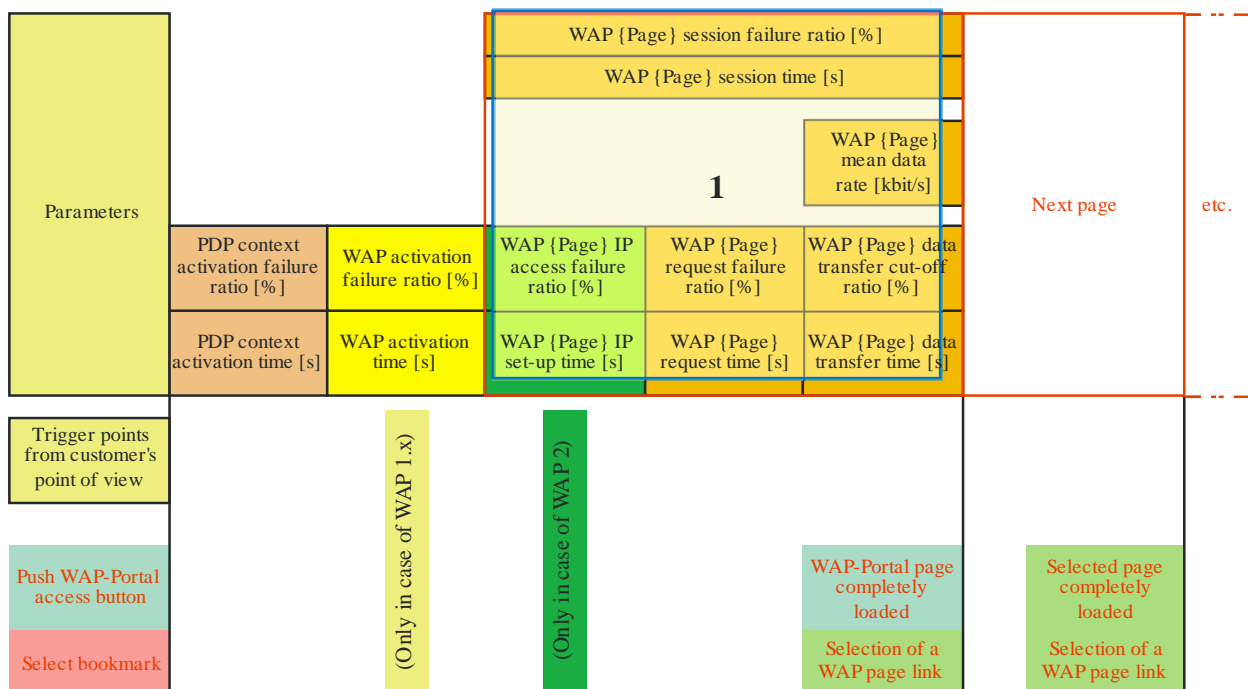 WAP {Page} session failure ratio [%]
WAP {Page} session time [s]
WAP {Page}
mean data
rate [kbit/s]
1
Parameters
Next page
etc.
PDP context
activation failure
ratio [%]
WAP activation
failure ratio [%]
WAP {Page} IP
access failure
ratio [%]
WAP {Page}
request failure
ratio [%]
WAP {Page} data
transfer cut-off
ratio [%]
PDP context
activation time [s]
WAP activation
time [s]
WAP {Page} IP
set-up time [s]
WAP {Page}
request time [s]
WAP {Page} data
transfer time [s]
Trigger points
from customer's
point of view
(Only in case of WAP 1.x)
(Only in case of WAP 2)
Push WAP-Portal
access button
WAP-Portal page
completely
loaded
Selected page
completely
loaded
Select bookmark
Selection of a
WAP page link
Selection of a
WAP page link